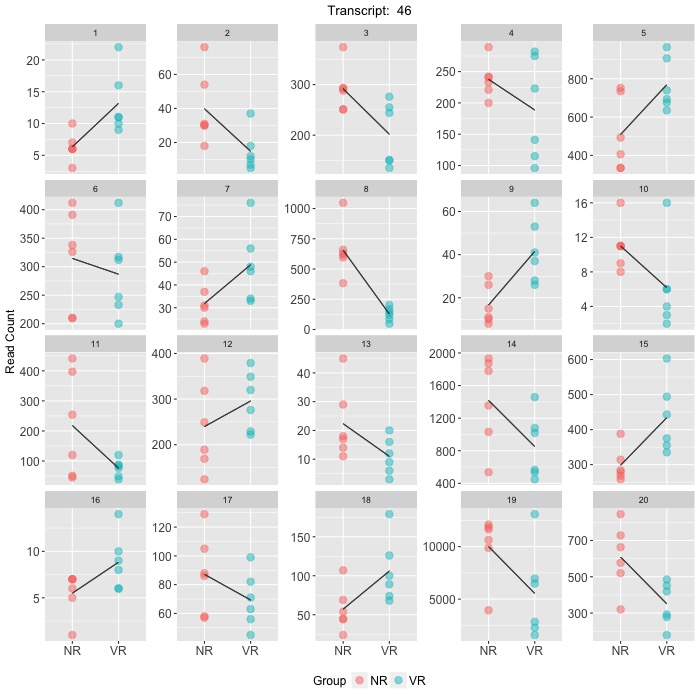 Transcript: 46
1 2 3 4 5
20 15 10 5
60 40 20
300 200
250 200 150 100
800 600 400
6 7 8 9 10
400 300 200
70 60 50 40 30
1000 750 500 250 0
60 40 20
16 12 8 4
Read Count
11 12 13 14 15
400 300 200 100
400 300 200
40 30 20 10
2000 1600 1200 800 400
600 500 400 300
16 17 18 19 20
10 5
120 100 80 60
150 100 50
10000 5000
700 500 300
NR VR NR VR NR VR NR VR NR VR
Group NR VR